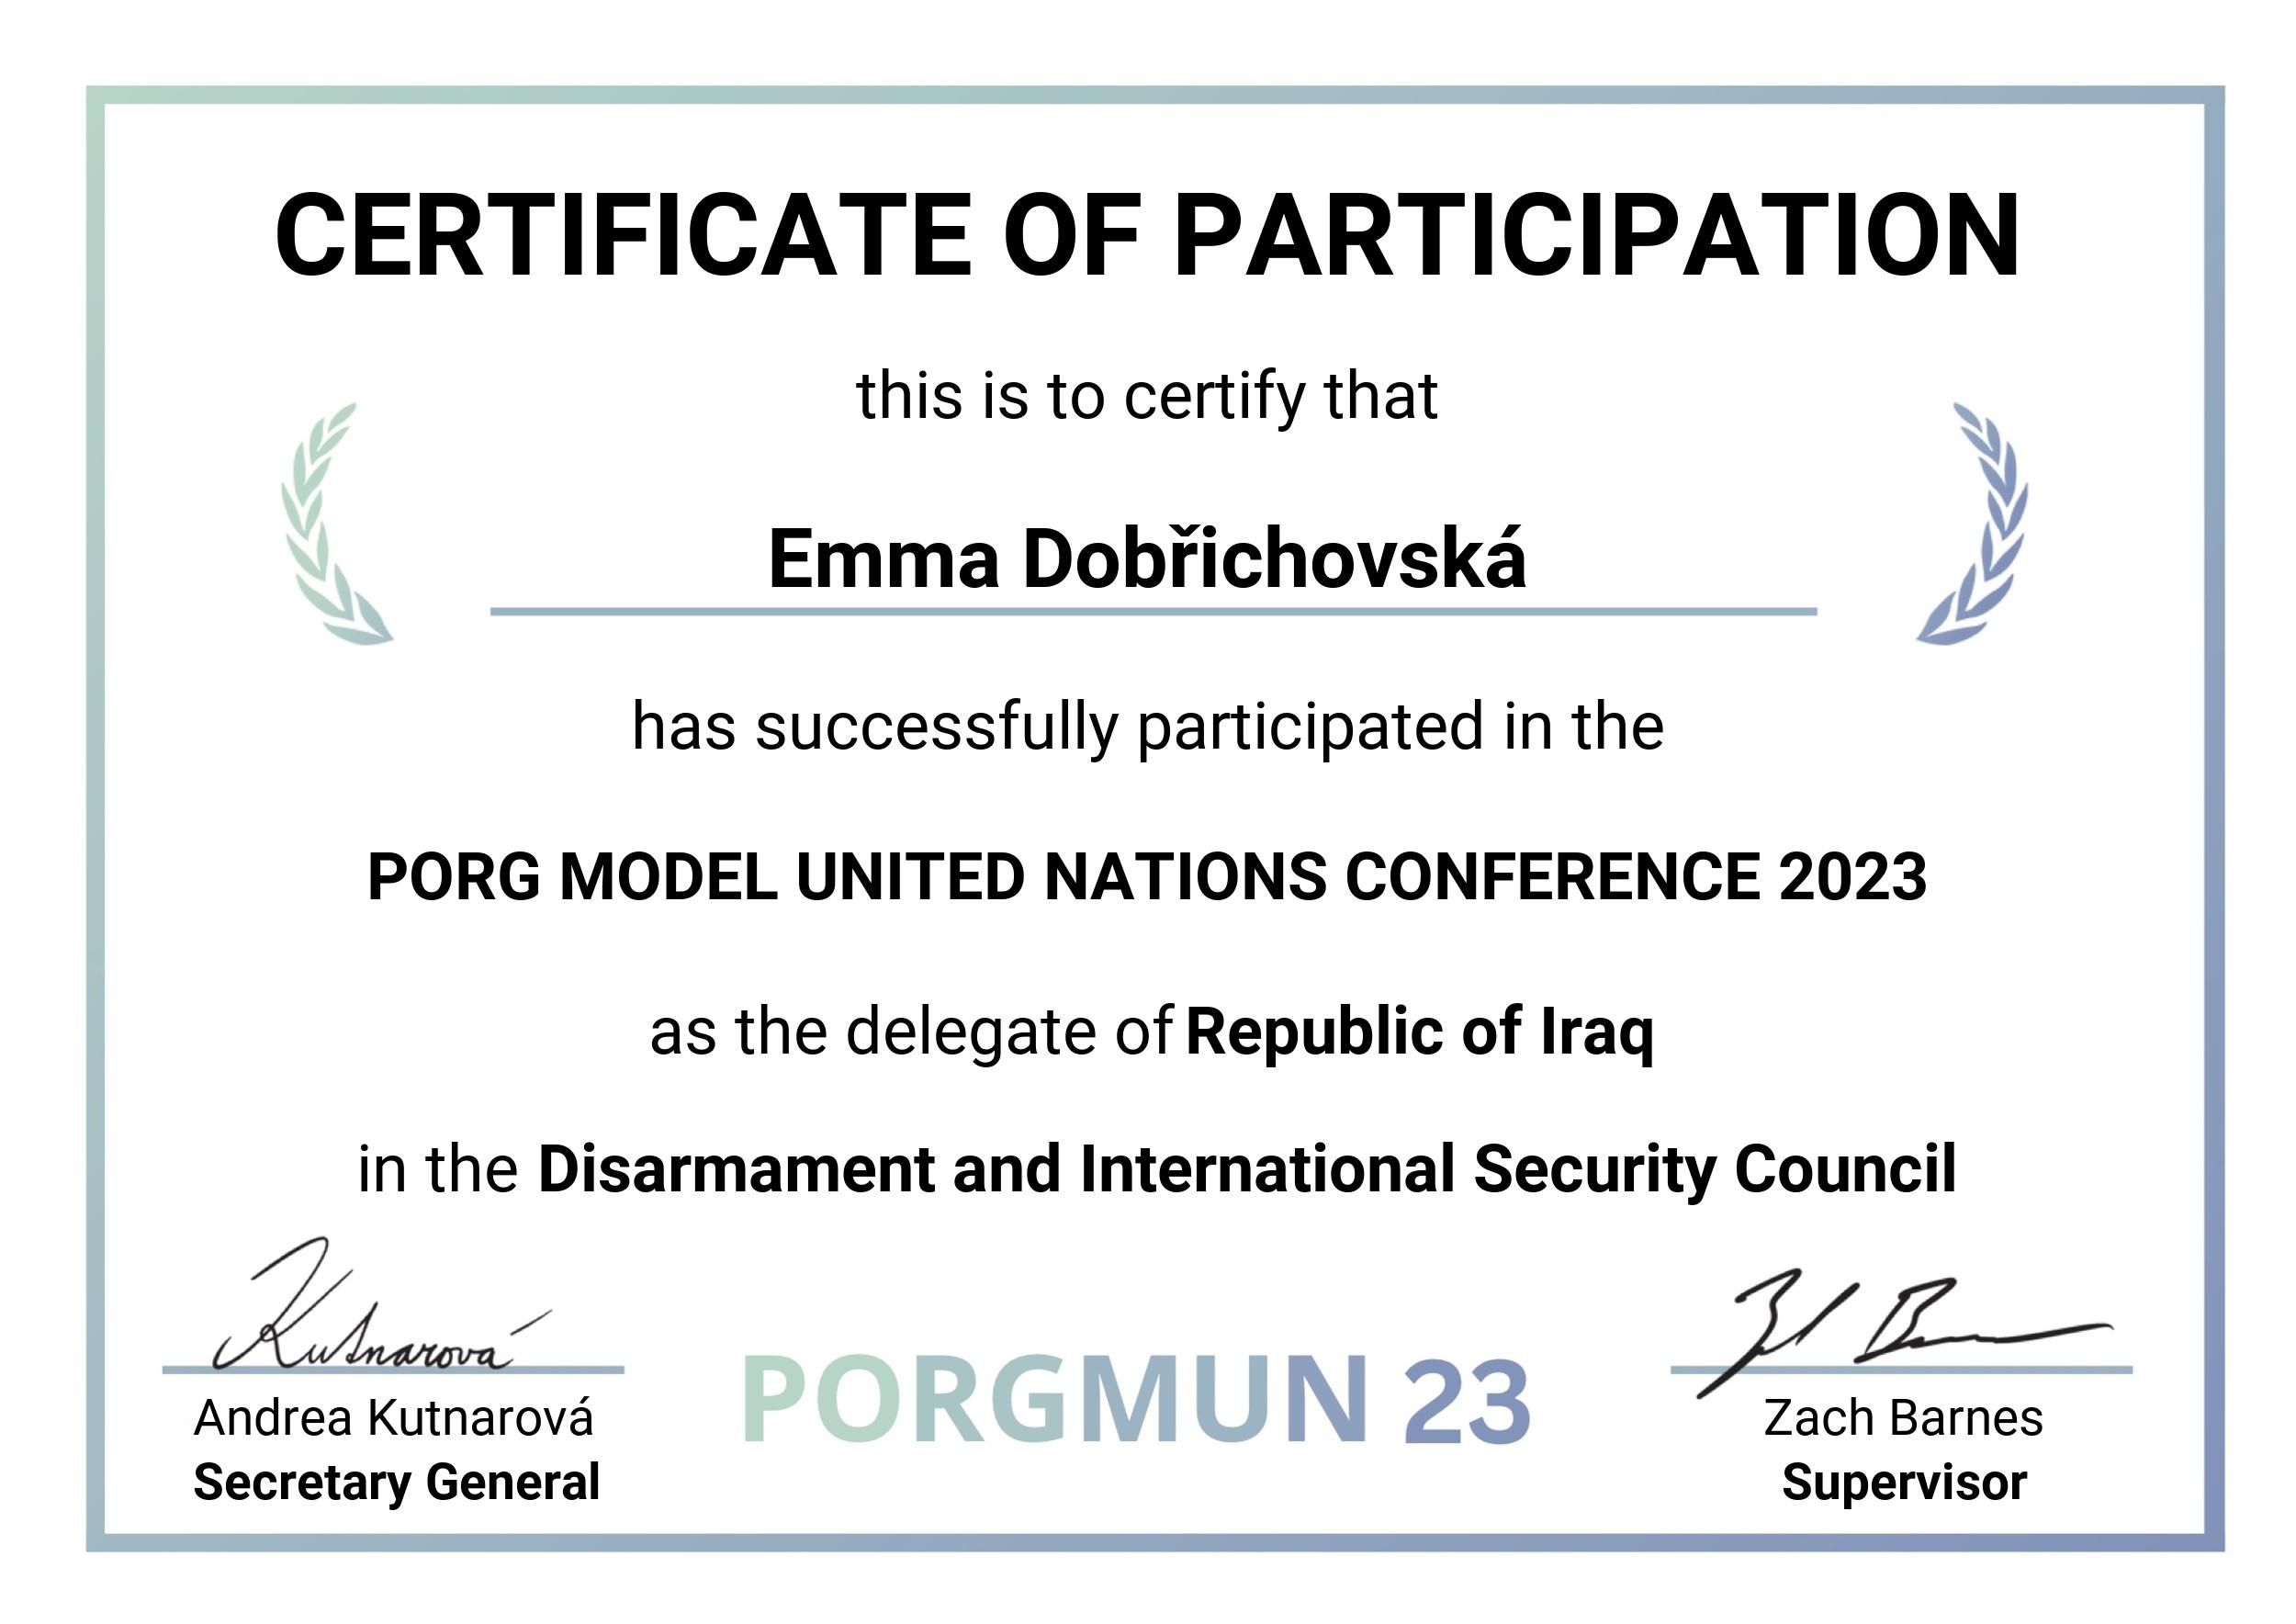 CERTIFICATE OF PARTICIPATION
this is to certify that
Emma Dobřichovská
has successfully participated in the
PORG MODEL UNITED NATIONS CONFERENCE 2023
as the delegate of Republic of Iraq
in the Disarmament and International Security Council
Kutnarová
Andrea Kutnarová
Secretary General
PORGMUN 23
Zach Barnes
Supervisor